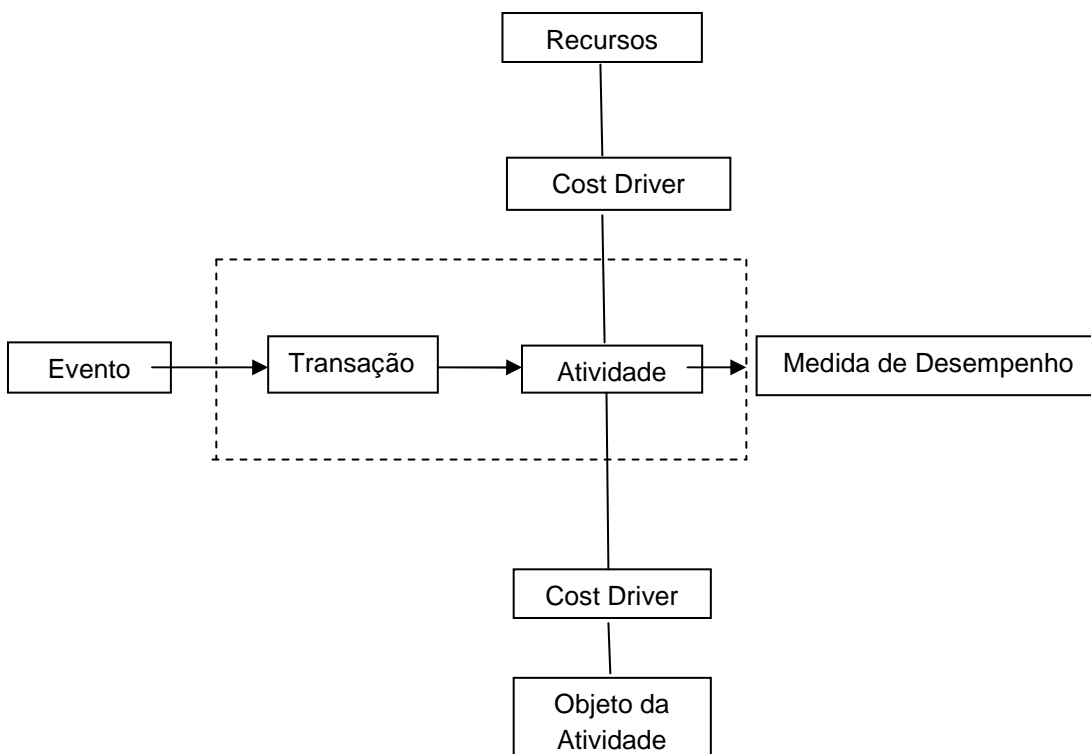 Recursos
Cost Driver
Evento
Transação
Atividade
Medida de Desempenho
Cost Driver
Objeto da
Atividade